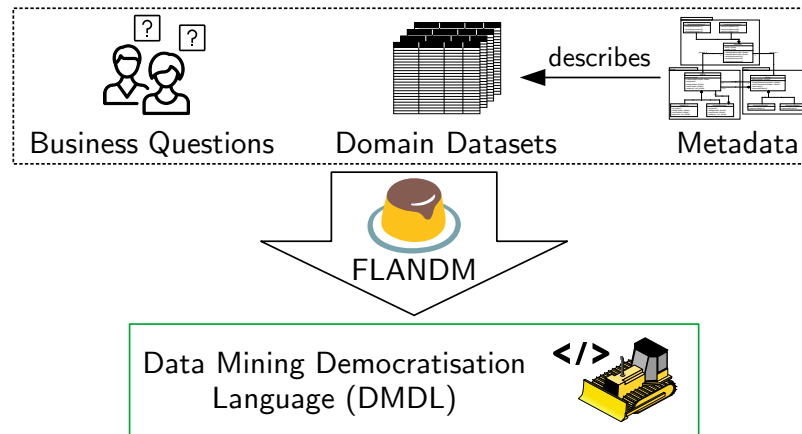 ? ?
describes
Business Questions Domain Datasets Metadata
FLANDM
Data Mining Democratisation
Language (DMDL)
</>